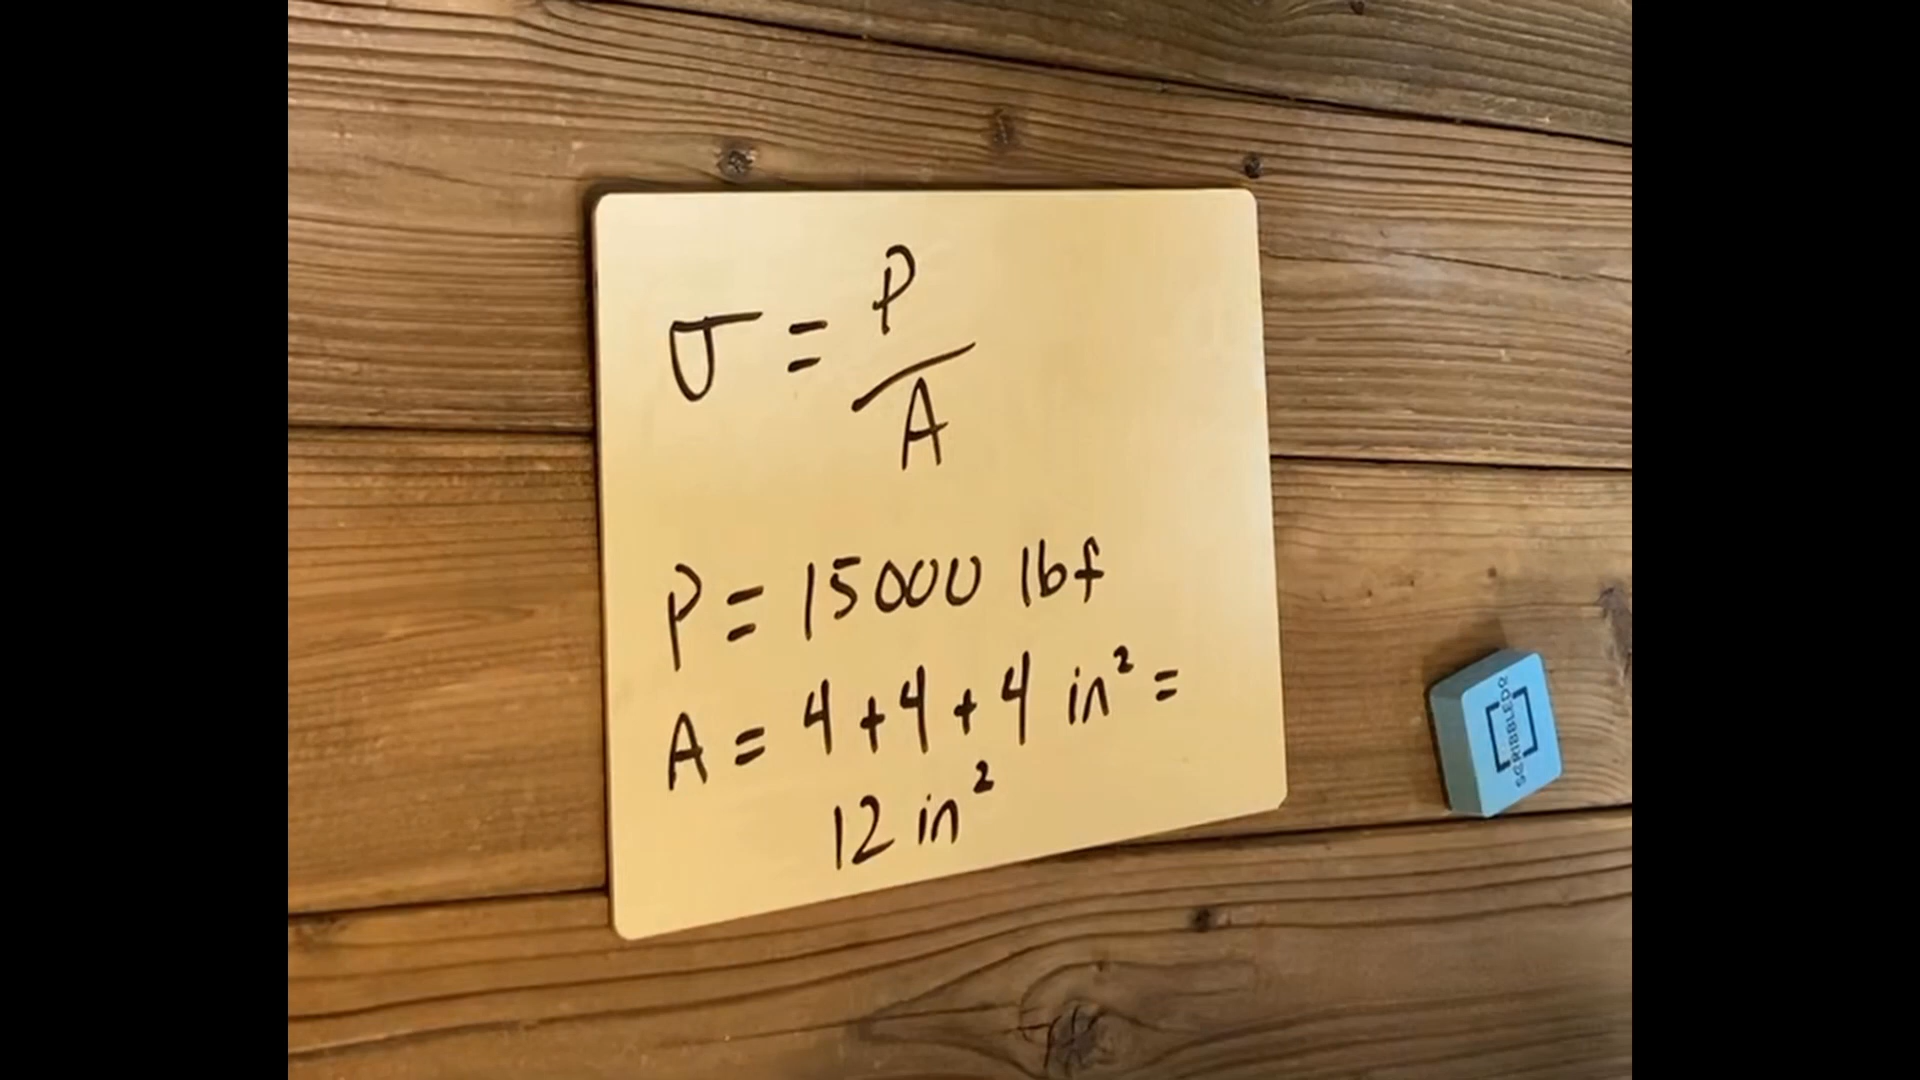 σ = P/A
P = 15000 lbf
A = 4 + 4 + 4 in² =
12 in²
SCRIBBLEDO